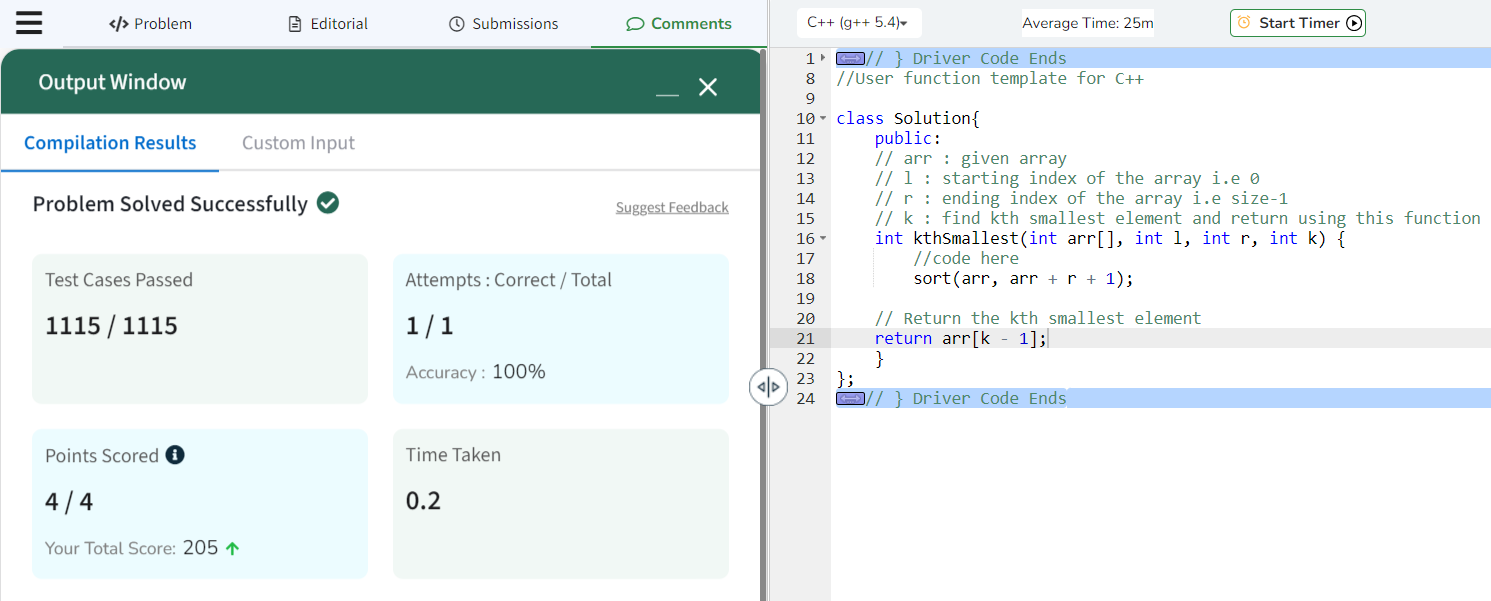 Problem
Editorial
Submissions
Comments
Output Window
Compilation Results
Custom Input
Problem Solved Successfully
Suggest Feedback
Test Cases Passed
1115 / 1115
Attempts : Correct / Total
1 / 1
Accuracy : 100%
Points Scored
4 / 4
Your Total Score: 205
Time Taken
0.2
C++ (g++ 5.4)
Average Time: 25m
Start Timer
1 // } Driver Code Ends
8 //User function template for C++
9
10 class Solution{
11     public:
12     // arr : given array
13     // l : starting index of the array i.e 0
14     // r : ending index of the array i.e size-1
15     // k : find kth smallest element and return using this function
16     int kthSmallest(int arr[], int l, int r, int k) {
17         //code here
18         sort(arr, arr + r + 1);
19
20     // Return the kth smallest element
21     return arr[k - 1];
22     }
23 };
24 // } Driver Code Ends